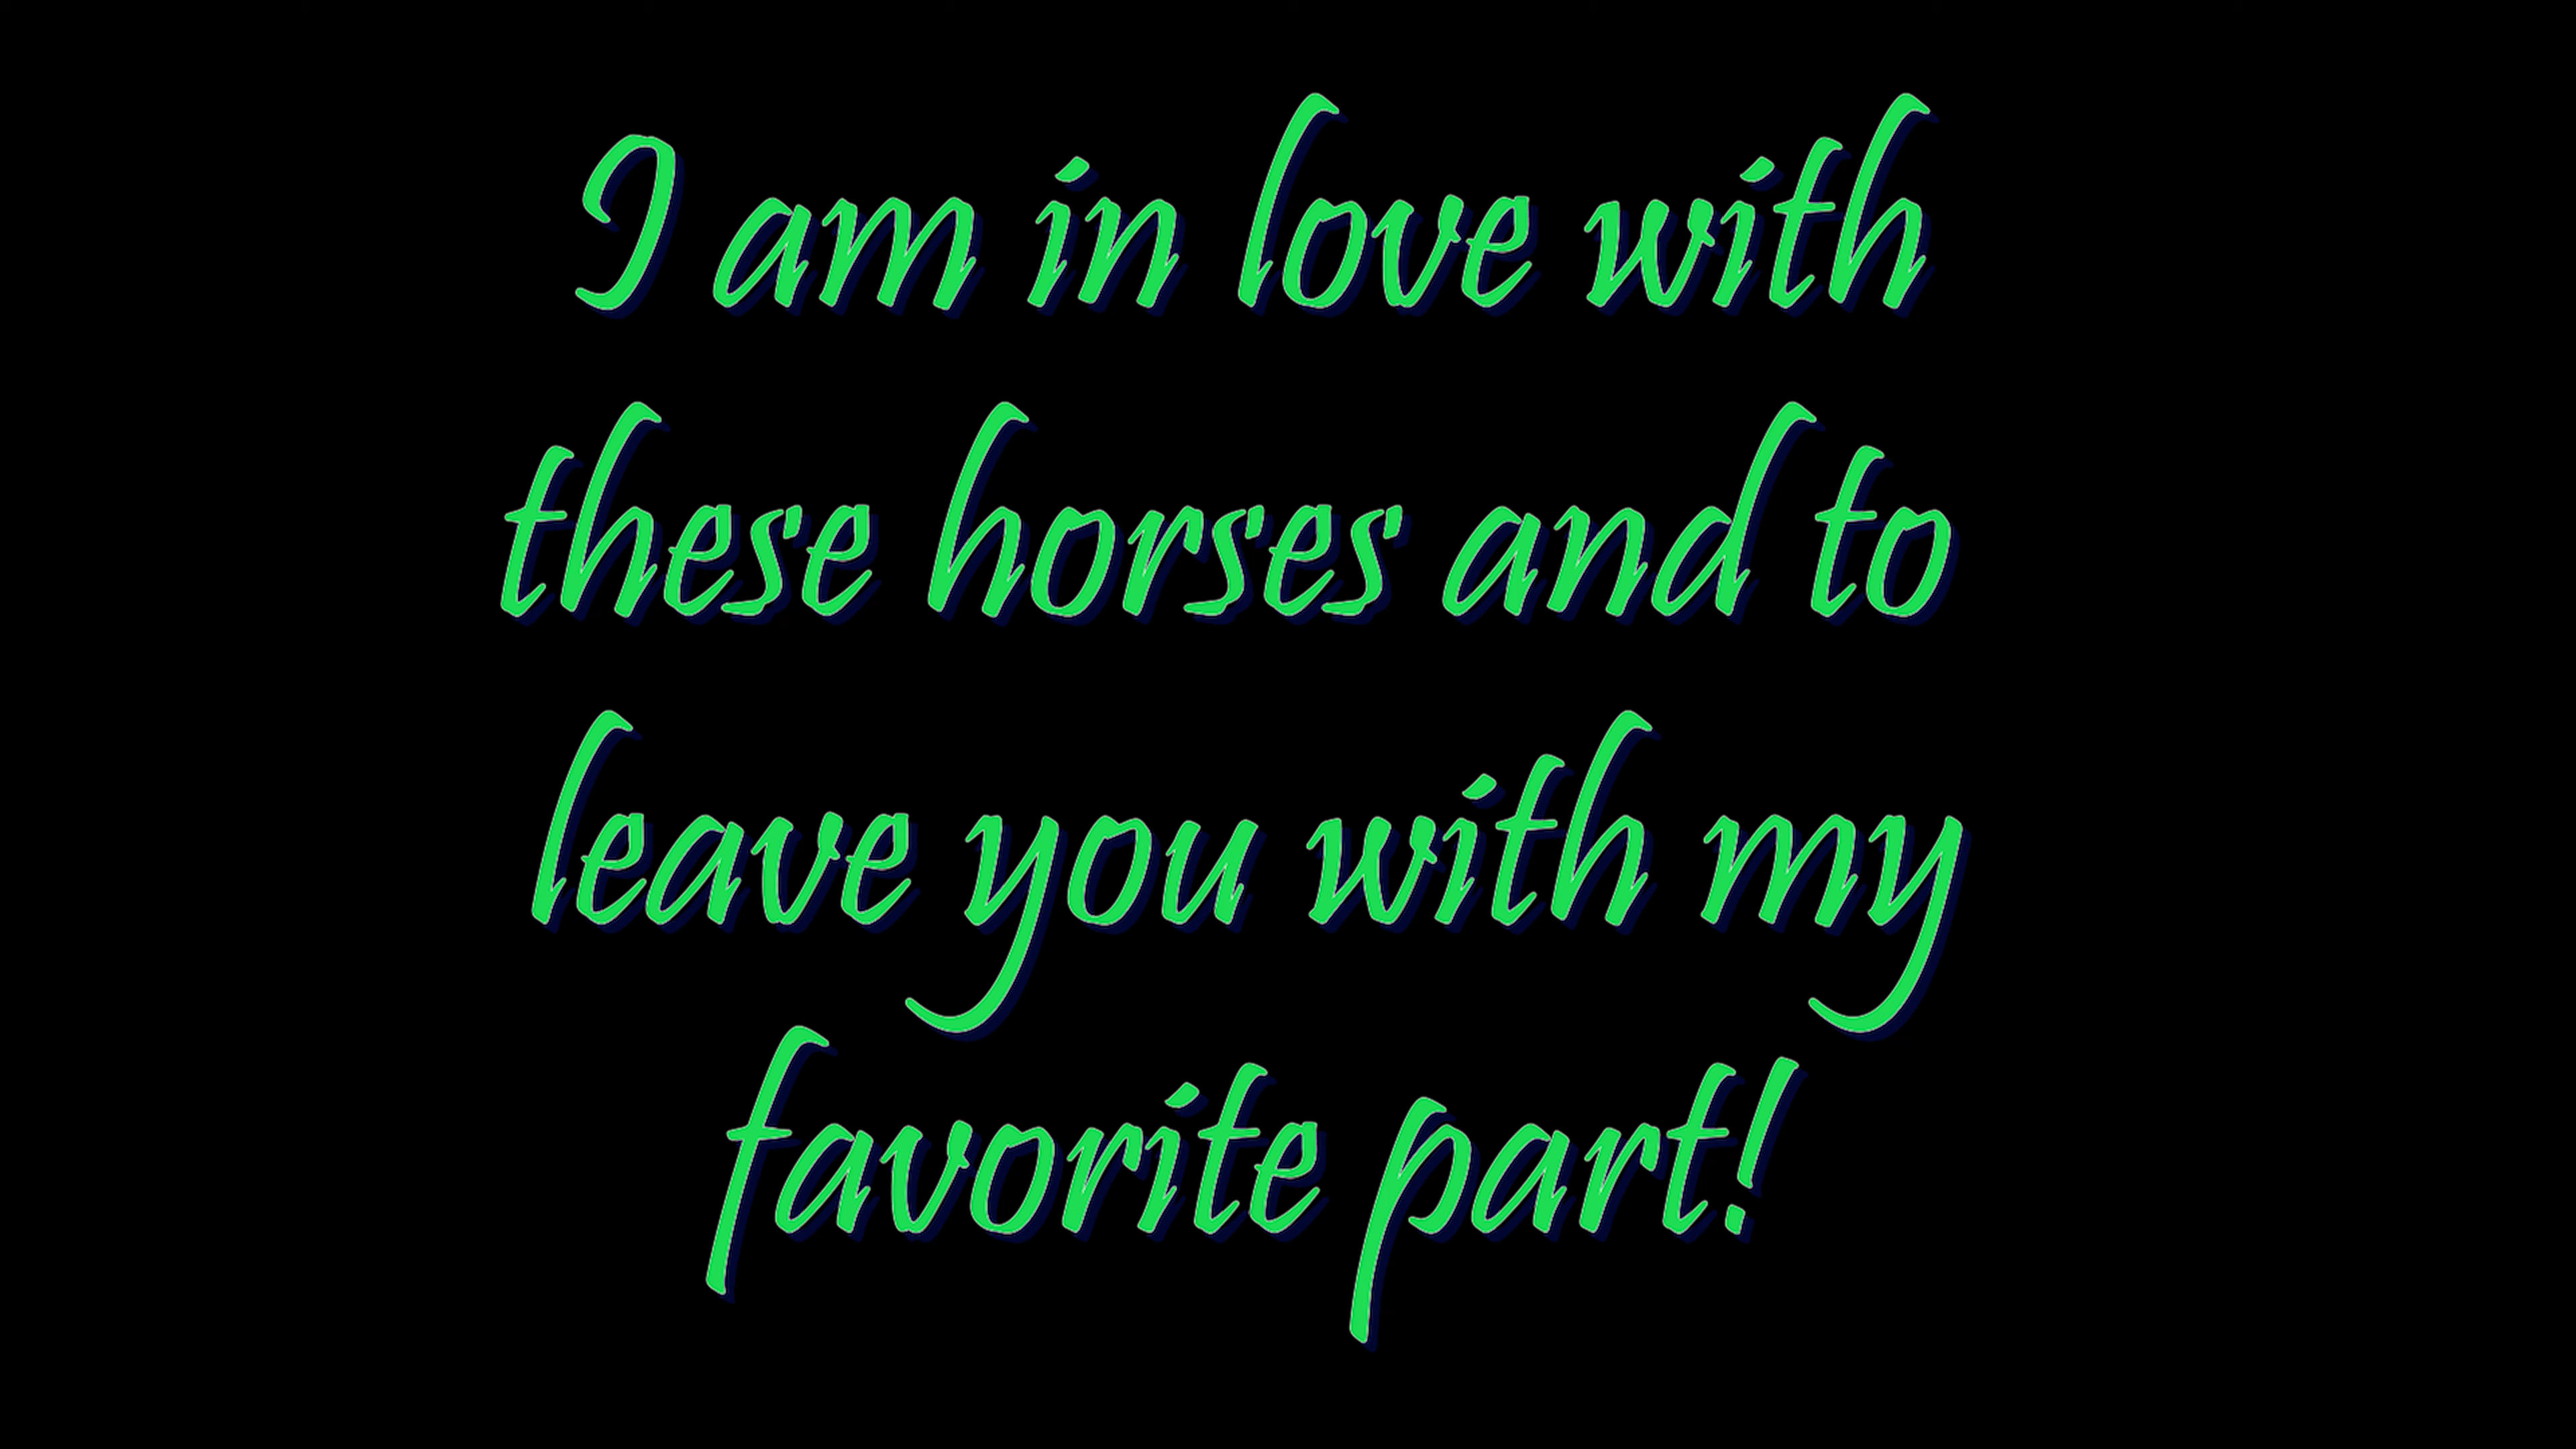 I am in love with
these horses and to
leave you with my
favorite part!